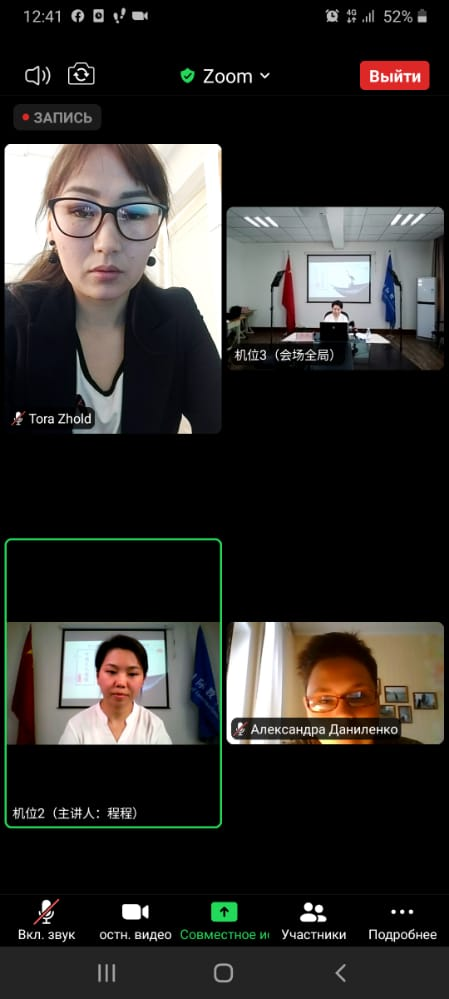 12:41
4G
52%
Zoom
Выйти
ЗАПИСЬ
Tora Zhold
机位3（会场全局）
机位2（主讲人：程程）
Александра Даниленко
Вкл. звук
остн. видео
Совместное ис
Участники
Подробнее